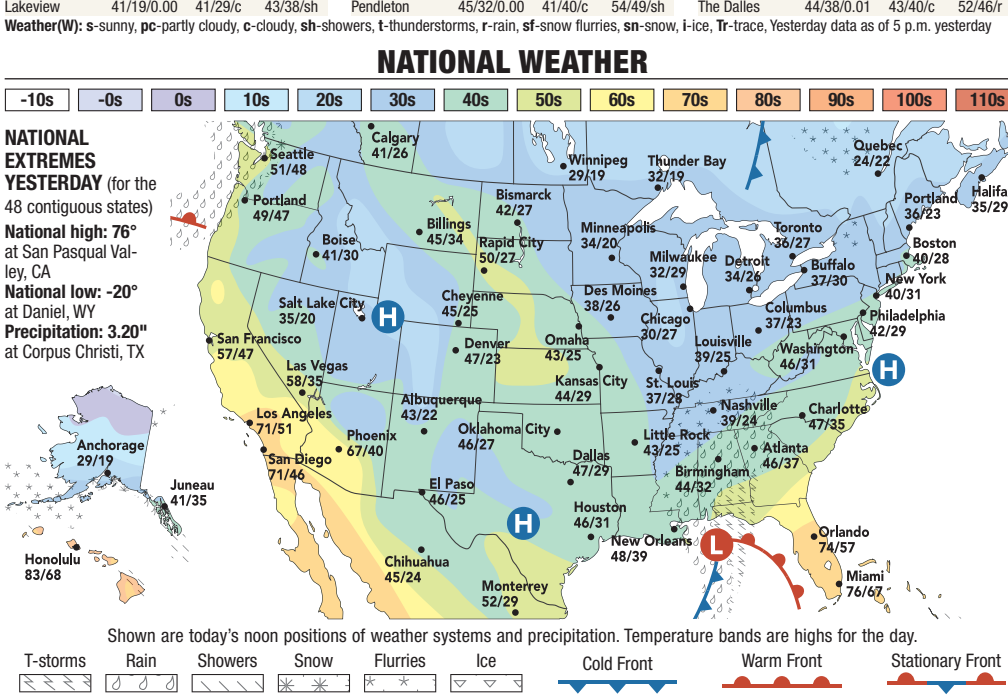 Lakeview 41/19/0.00 41/29/c 43/38/sh Pendleton 45/32/0.00 41/40/c 54/49/sh The Dalles 44/38/0.01 43/40/c 52/46/r
Weather(W): s-sunny, pc-partly cloudy, c-cloudy, sh-showers, t-thunderstorms, r-rain, sf-snow flurries, sn-snow, i-ice, Tr-trace, Yesterday data as of 5 p.m. yesterday
NATIONAL WEATHER
-10s -0s 0s 10s 20s 30s 40s 50s 60s 70s 80s 90s 100s 110s
NATIONAL
EXTREMES
YESTERDAY (for the
48 contiguous states)
National high: 76°
at San Pasqual Val-
ley, CA
National low: -20°
at Daniel, WY
Precipitation: 3.20"
at Corpus Christi, TX
Calgary
41/26
Seattle
51/48
Winnipeg
29/19
Thunder Bay
32/19
Quebec
24/22
Portland
49/47
Bismarck
42/27
Portland
36/23
Halifa
35/29
Billings
45/34
Minneapolis
34/20
Toronto
36/27
Boise
41/30
Rapid City
50/27
Milwaukee
32/29
Detroit
34/26
Buffalo
37/30
Boston
40/28
New York
40/31
Salt Lake City
35/20
H
Cheyenne
45/25
Des Moines
38/26
Chicago
30/27
Columbus
37/23
Philadelphia
42/29
San Francisco
57/47
Denver
47/23
Omaha
43/25
Louisville
39/25
Washington
46/31
H
Las Vegas
58/35
Kansas City
44/29
St. Louis
37/28
Los Angeles
71/51
Albuquerque
43/22
Nashville
39/24
Charlotte
47/35
Phoenix
67/40
Oklahoma City
46/27
Little Rock
43/25
Atlanta
46/37
San Diego
71/46
Dallas
47/29
Birmingham
44/32
Anchorage
29/19
Juneau
41/35
El Paso
46/25
H
Houston
46/31
New Orleans
48/39
L
Orlando
74/57
Honolulu
83/68
Chihuahua
45/24
Monterrey
52/29
Miami
76/67
Shown are today's noon positions of weather systems and precipitation. Temperature bands are highs for the day.
T-storms Rain Showers Snow Flurries Ice Cold Front Warm Front Stationary Front